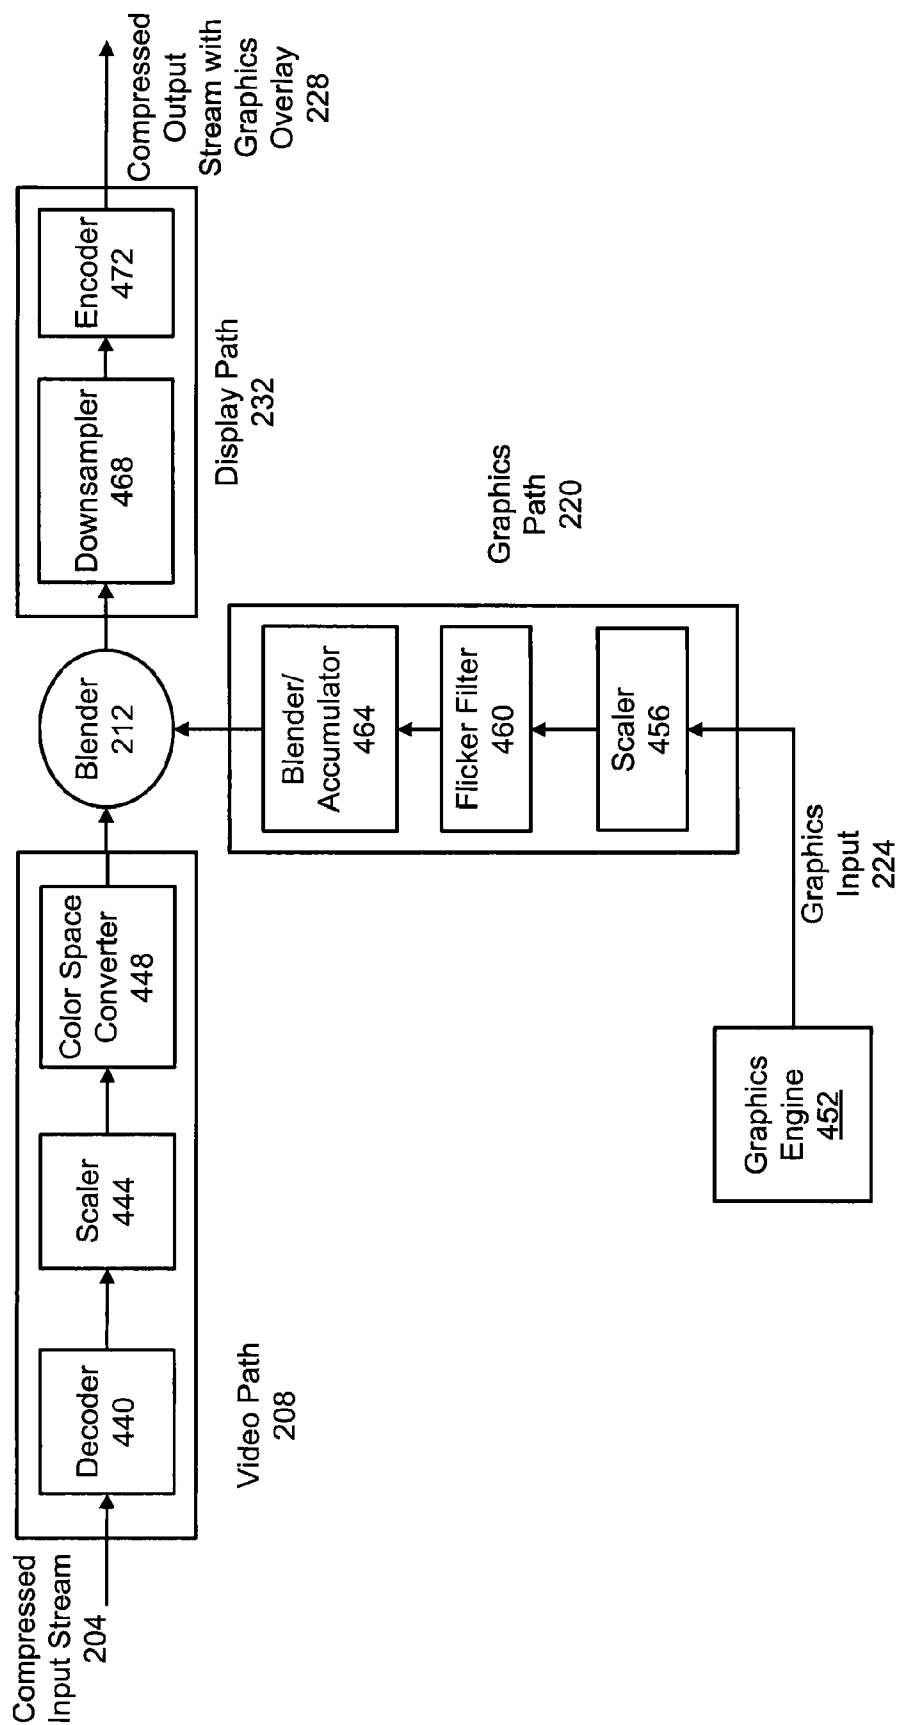 Compressed
Input Stream
204
Decoder
440
Scaler
444
Color Space
Converter
448
Video Path
208
Blender
212
Downsampler
468
Encoder
472
Display Path
232
Compressed
Output
Stream with
Graphics
Overlay
228
Blender/
Accumulator
464
Flicker Filter
460
Scaler
456
Graphics
Path
220
Graphics
Engine
452
Graphics
Input
224